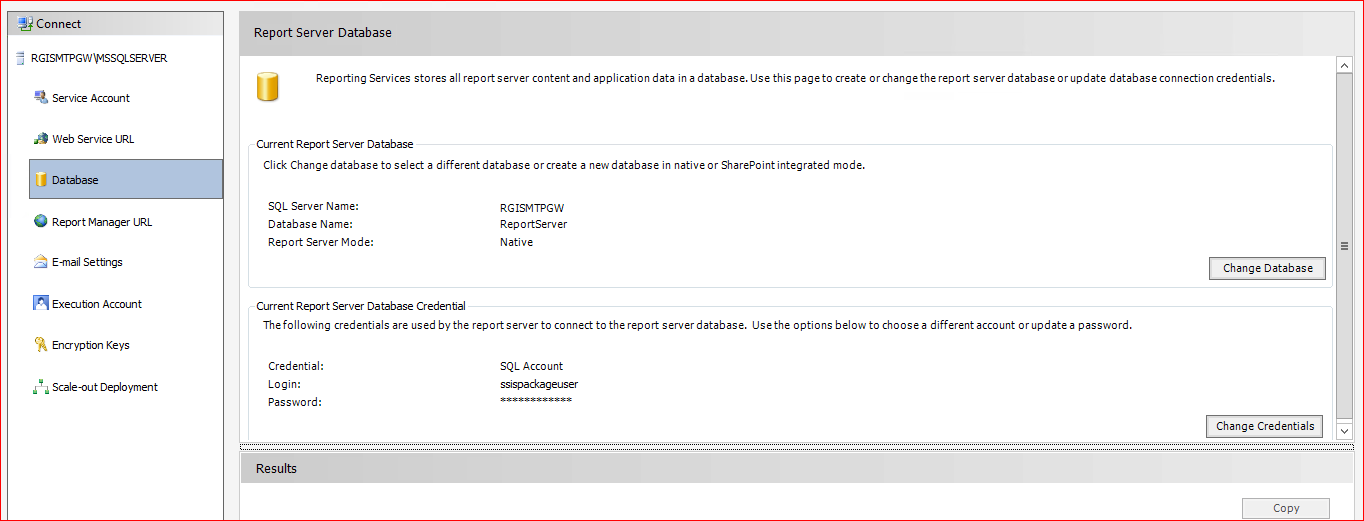 Connect
RGISMTPGW\MSSQLSERVER
Service Account
Web Service URL
Database
Report Manager URL
E-mail Settings
Execution Account
Encryption Keys
Scale-out Deployment
Report Server Database
Reporting Services stores all report server content and application data in a database. Use this page to create or change the report server database or update database connection credentials.
Current Report Server Database
Click Change database to select a different database or create a new database in native or SharePoint integrated mode.
SQL Server Name: RGISMTPGW
Database Name: ReportServer
Report Server Mode: Native
Change Database
Current Report Server Database Credential
The following credentials are used by the report server to connect to the report server database. Use the options below to choose a different account or update a password.
Credential: SQL Account
Login: ssispackageuser
Password: ************
Change Credentials
Results
Copy